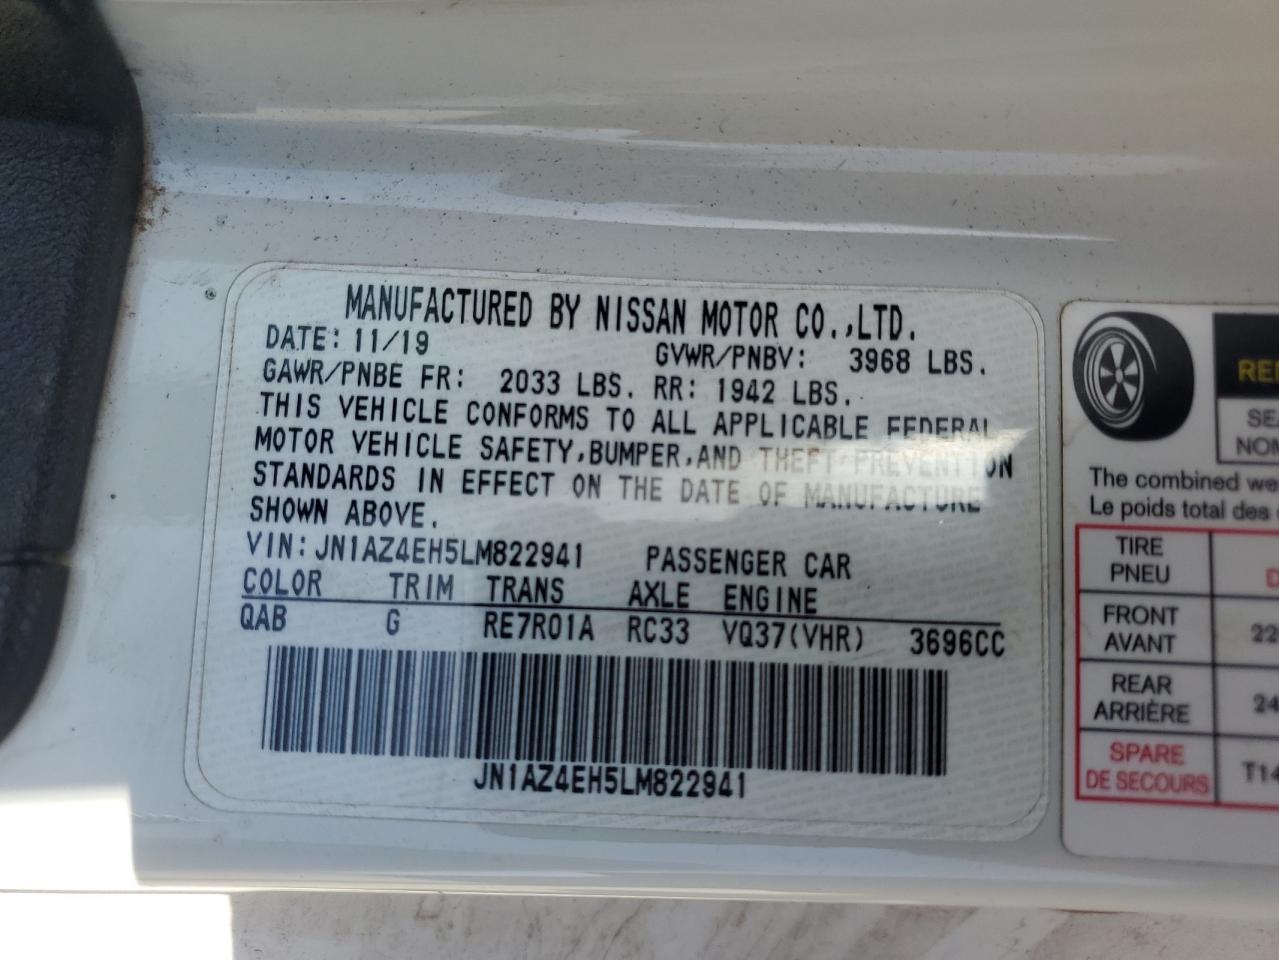 MANUFACTURED BY NISSAN MOTOR CO.,LTD.
DATE: 11/19 GVWR/PNBV: 3968 LBS.
GAWR/PNBE FR: 2033 LBS. RR: 1942 LBS.
THIS VEHICLE CONFORMS TO ALL APPLICABLE FEDERAL
MOTOR VEHICLE SAFETY,BUMPER,AND THEFT PREVENTION
STANDARDS IN EFFECT ON THE DATE OF MANUFACTURE
SHOWN ABOVE.
VIN: JN1AZ4EH5LM822941 PASSENGER CAR
COLOR TRIM TRANS AXLE ENGINE
QAB G RE7R01A RC33 VQ37(VHR) 3696CC
JN1AZ4EH5LM822941
The combined
Le poids total des
TIRE
PNEU
FRONT
AVANT
22
REAR
ARRIÈRE
24
SPARE
DE SECOURS
T14